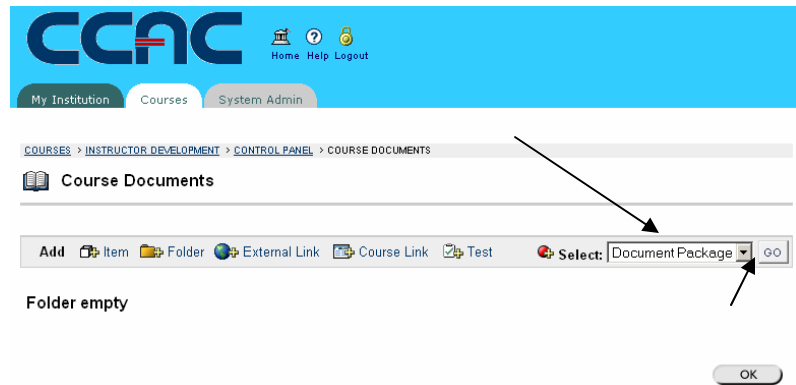 CCAC
Home Help Logout
My Institution Courses System Admin
COURSES > INSTRUCTOR DEVELOPMENT > CONTROL PANEL > COURSE DOCUMENTS
Course Documents
Add Item Folder External Link Course Link Test Select: Document Package GO
Folder empty
OK